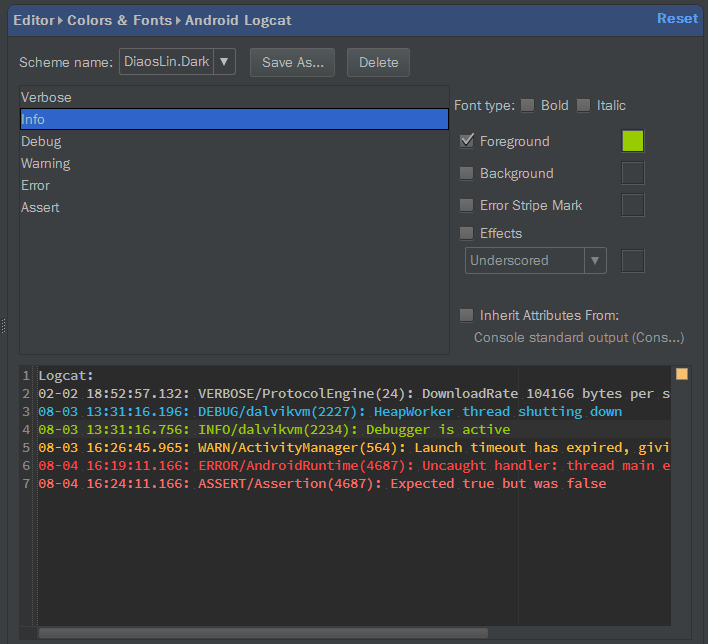 Editor Colors & Fonts Android Logcat Reset
Scheme name: DiaosLin.Dark Save As... Delete
Verbose
Info
Debug
Warning
Error
Assert
Font type: Bold Italic
Foreground
Background
Error Stripe Mark
Effects
Underscored
Inherit Attributes From:
Console standard output (Cons...)
1 Logcat:
2 02-02 18:52:57.132: VERBOSE/ProtocolEngine(24): DownloadRate 104166 bytes per s
3 08-03 13:31:16.196: DEBUG/dalvikvm(2227): HeapWorker thread shutting down
4 08-03 13:31:16.756: INFO/dalvikvm(2234): Debugger is active
5 08-03 16:26:45.965: WARN/ActivityManager(564): Launch timeout has expired, givi
6 08-04 16:19:11.166: ERROR/AndroidRuntime(4687): Uncaught handler: thread main e
7 08-04 16:24:11.166: ASSERT/Assertion(4687): Expected true but was false